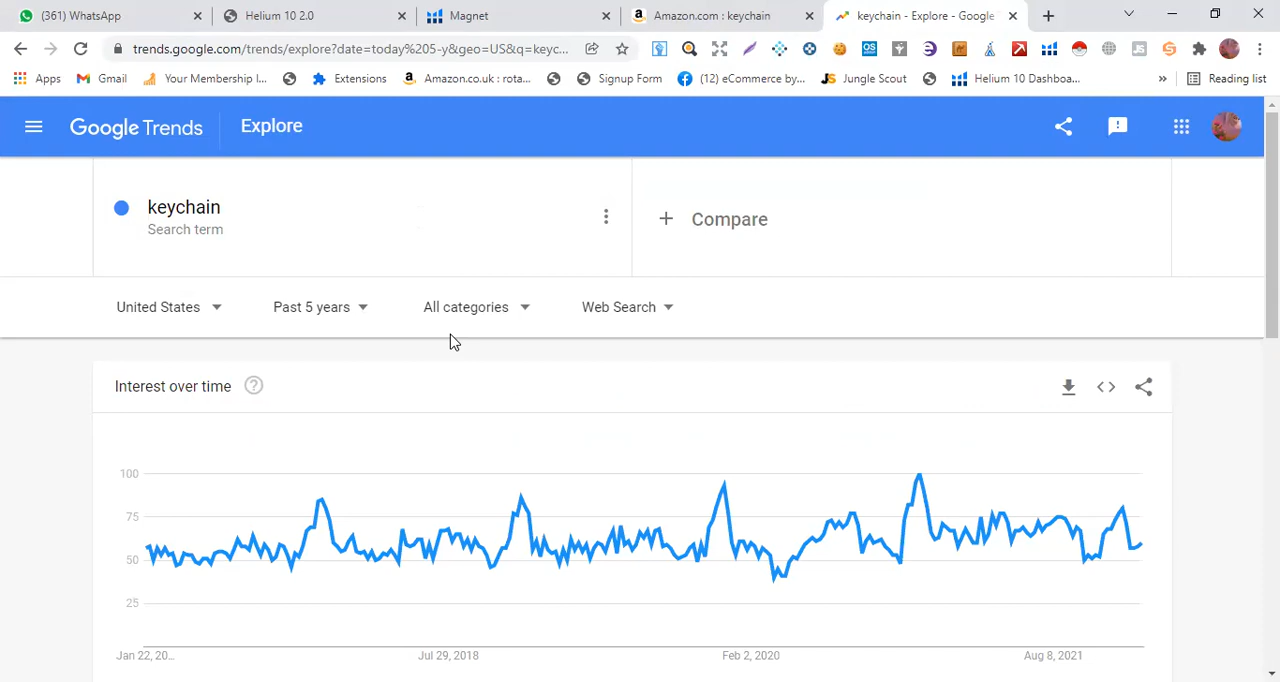 (361) WhatsApp
Helium 10 2.0
Magnet
Amazon.com : keychain
keychain - Explore - Google
trends.google.com/trends/explore?date=today%205-y&geo=US&q=keyc...
Apps
Gmail
Your Membership I...
Extensions
Amazon.co.uk : rota...
Signup Form
(12) eCommerce by...
Jungle Scout
Helium 10 Dashboa...
»
Reading list
Google Trends
Explore
keychain
Search term
+ Compare
United States
Past 5 years
All categories
Web Search
Interest over time
100
75
50
25
Jan 22, 20...
Jul 29, 2018
Feb 2, 2020
Aug 8, 2021